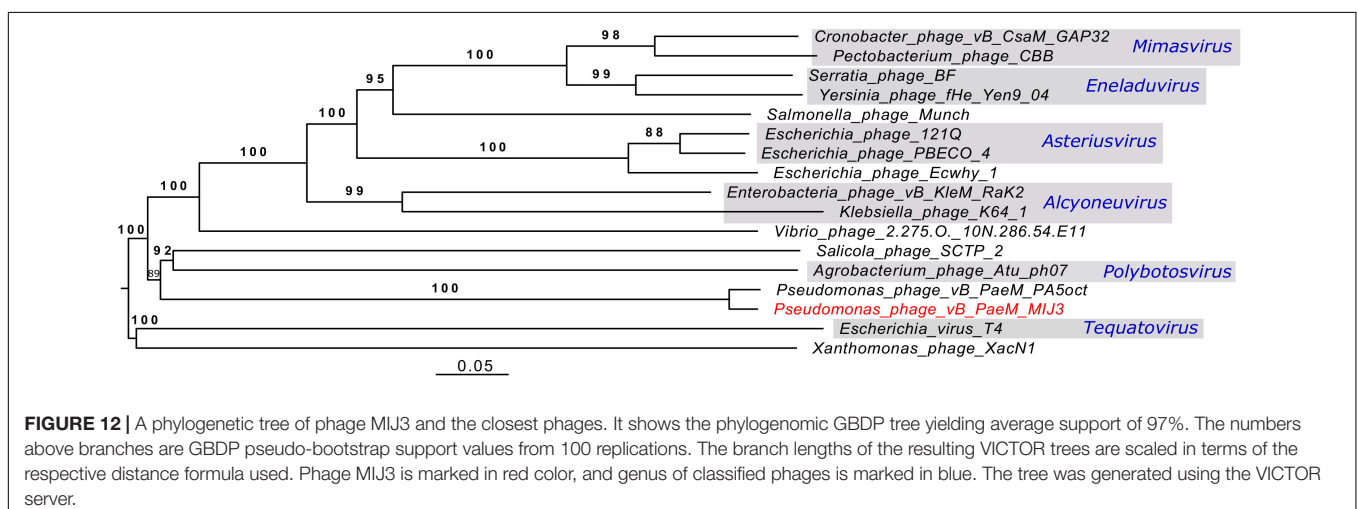 98
Cronobacter_phage_vB_CsaM_GAP32
Mimasvirus
100
Pectobacterium_phage_CBB
95
99
Serratia_phage_BF
Eneladuvirus
Yersinia_phage_fHe_Yen9_04
100
Salmonella_phage_Munch
88
Escherichia_phage_121Q
Asteriusvirus
100
100
Escherichia_phage_PBECO_4
Escherichia_phage_Ecwhy_1
100
99
Enterobacteria_phage_vB_KleM_RaK2
Alcyoneuvirus
Klebsiella_phage_K64_1
100
Vibrio_phage_2.275.O._10N.286.54.E11
92
Salicola_phage_SCTP_2
89
Agrobacterium_phage_Atu_ph07
Polybotosvirus
100
Pseudomonas_phage_vB_PaeM_PA5oct
Pseudomonas_phage_vB_PaeM_MIJ3
100
Escherichia_virus_T4
Tequatovirus
Xanthomonas_phage_XacN1
0.05
FIGURE 12 | A phylogenetic tree of phage MIJ3 and the closest phages. It shows the phylogenomic GBDP tree yielding average support of 97%. The numbers
above branches are GBDP pseudo-bootstrap support values from 100 replications. The branch lengths of the resulting VICTOR trees are scaled in terms of the
respective distance formula used. Phage MIJ3 is marked in red color, and genus of classified phages is marked in blue. The tree was generated using the VICTOR
server.